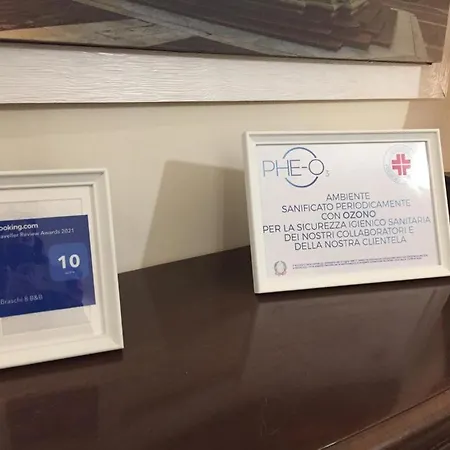 ooking.com
aveller Review Awards 2021
10
Braschi 8 B&B
PHE-O3
AMBIENTE
SANIFICATO PERIODICAMENTE
CON OZONO
PER LA SICUREZZA IGIENICO SANITARIA
DEI NOSTRI COLLABORATORI E
DELLA NOSTRA CLIENTELA